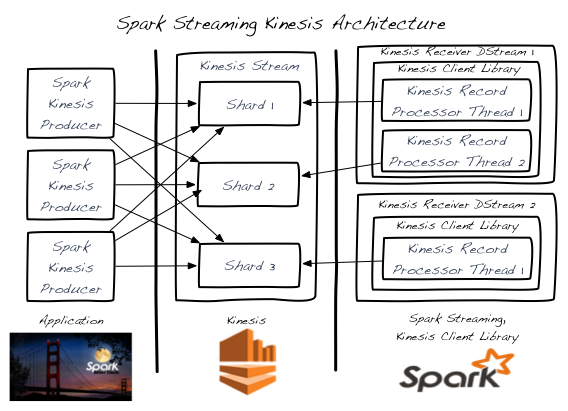 Spark Streaming Kinesis Architecture
Spark
Kinesis
Producer
Spark
Kinesis
Producer
Spark
Kinesis
Producer
Kinesis Stream
Shard 1
Shard 2
Shard 3
Kinesis Receiver DStream 1
Kinesis Client Library
Kinesis Record
Processor Thread 1
Kinesis Record
Processor Thread 2
Kinesis Receiver DStream 2
Kinesis Client Library
Kinesis Record
Processor Thread 1
Application
Kinesis
Spark Streaming,
Kinesis Client Library
Spark
Spark